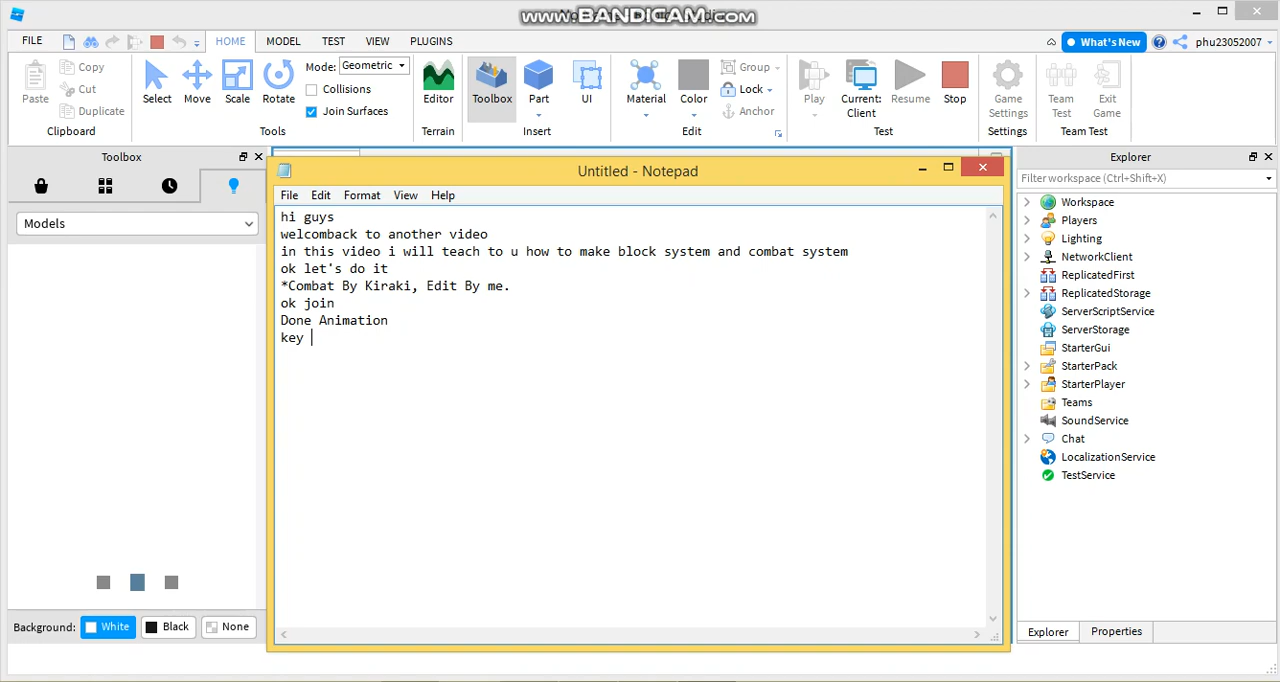 www.BANDICAM.com
FILE
HOME
MODEL
TEST
VIEW
PLUGINS
What's New
phu23052007
Paste
Copy
Cut
Duplicate
Clipboard
Select
Move
Scale
Rotate
Mode: Geometric
Collisions
Join Surfaces
Tools
Editor
Terrain
Toolbox
Part
UI
Insert
Material
Color
Group
Lock
Anchor
Edit
Play
Current:
Client
Resume
Stop
Test
Game
Settings
Settings
Team
Test
Exit
Game
Team Test
Toolbox
Models
Background:
White
Black
None
Untitled - Notepad
File
Edit
Format
View
Help
hi guys
welcomback to another video
in this video i will teach to u how to make block system and combat system
ok let's do it
*Combat By Kiraki, Edit By me.
ok join
Done Animation
key
Explorer
Filter workspace (Ctrl+Shift+X)
Workspace
Players
Lighting
NetworkClient
ReplicatedFirst
ReplicatedStorage
ServerScriptService
ServerStorage
StarterGui
StarterPack
StarterPlayer
Teams
SoundService
Chat
LocalizationService
TestService
Explorer
Properties